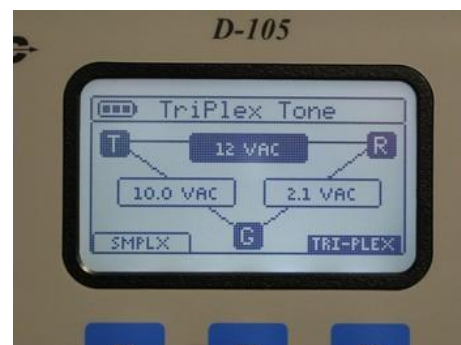 D-105
TriPlex Tone
T 12 VAC R
10.0 VAC 2.1 VAC
SMPLX G TRI-PLEX